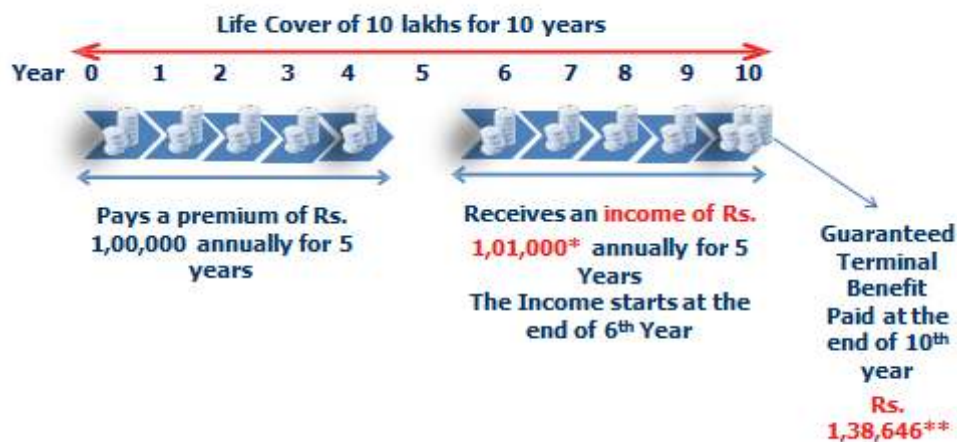 Life Cover of 10 lakhs for 10 years
Year 0 1 2 3 4 5 6 7 8 9 10
Pays a premium of Rs.
1,00,000 annually for 5
years
Receives an income of Rs.
1,01,000* annually for 5
Years
The Income starts at the
end of 6th Year
Guaranteed
Terminal
Benefit
Paid at the
end of 10th
year
Rs.
1,38,646**